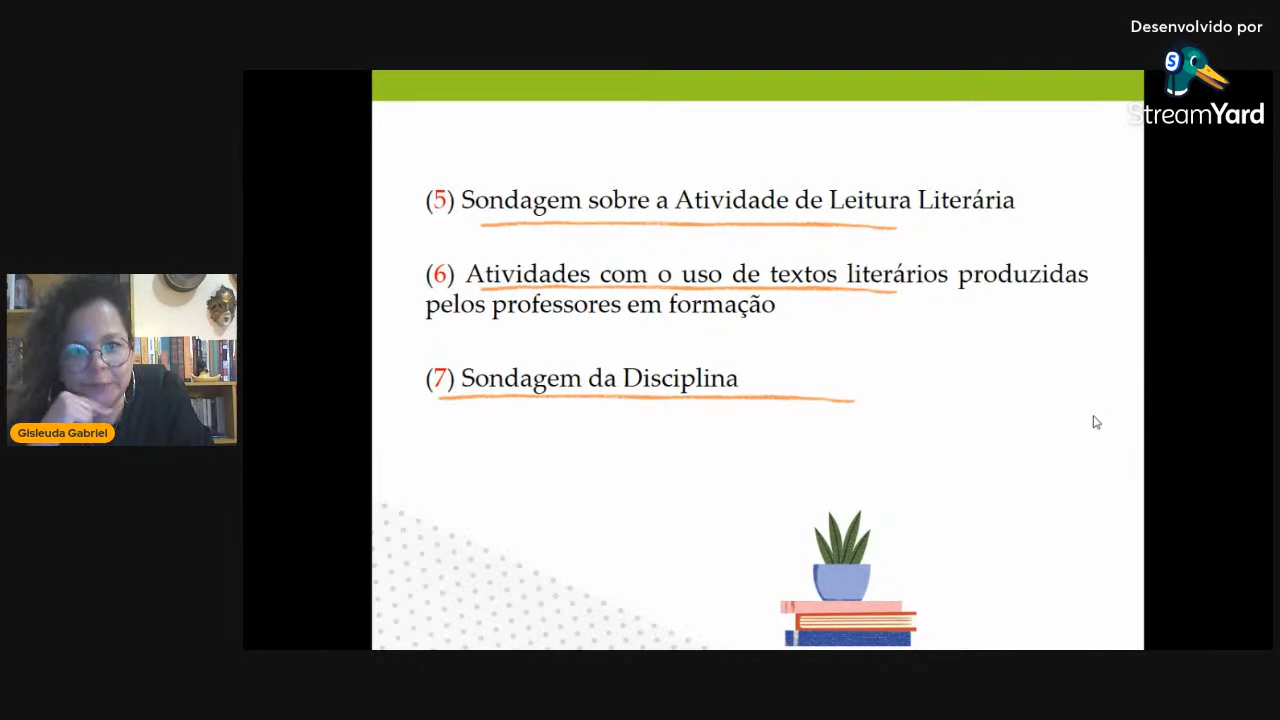 Desenvolvido por
S
StreamYard
(5) Sondagem sobre a Atividade de Leitura Literária
(6) Atividades com o uso de textos literários produzidas
pelos professores em formação
(7) Sondagem da Disciplina
Gisleuda Gabriel